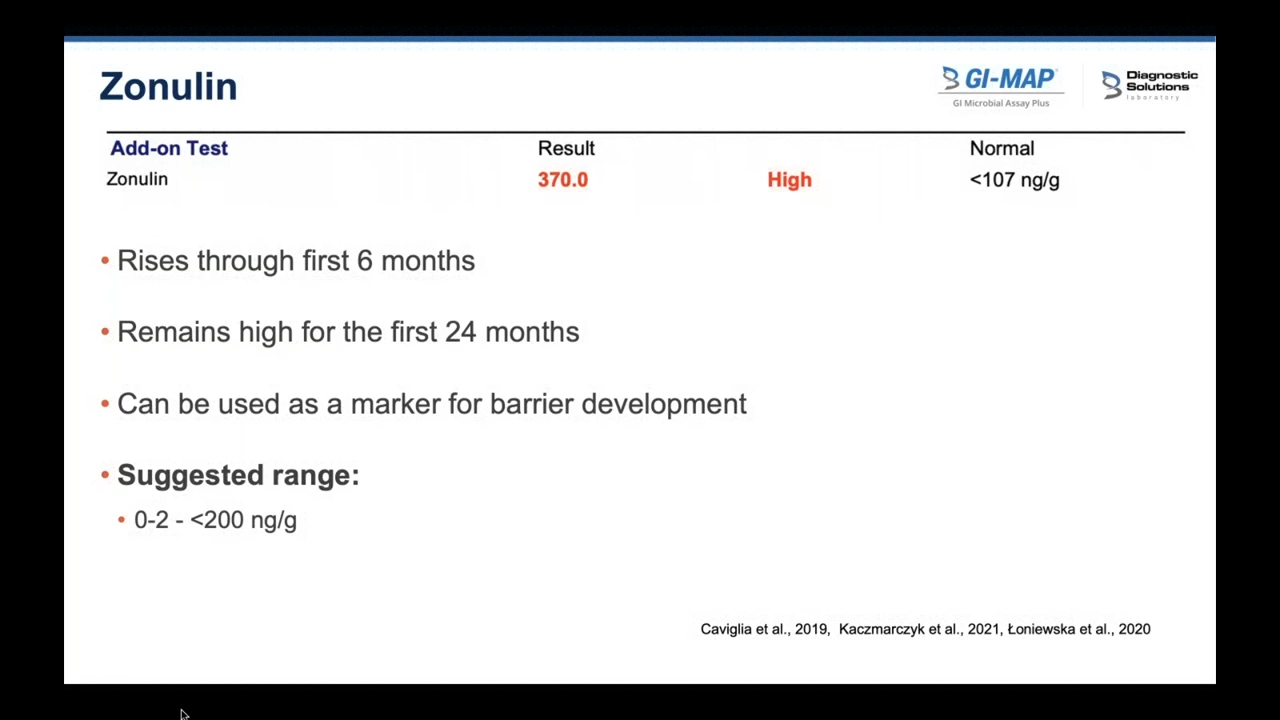 Zonulin
GI-MAP
GI Microbial Assay Plus
Diagnostic
Solutions
laboratory
Add-on Test Result Normal
Zonulin 370.0 High <107 ng/g
• Rises through first 6 months
• Remains high for the first 24 months
• Can be used as a marker for barrier development
• Suggested range:
• 0-2 - <200 ng/g
Caviglia et al., 2019, Kaczmarczyk et al., 2021, Łoniewska et al., 2020